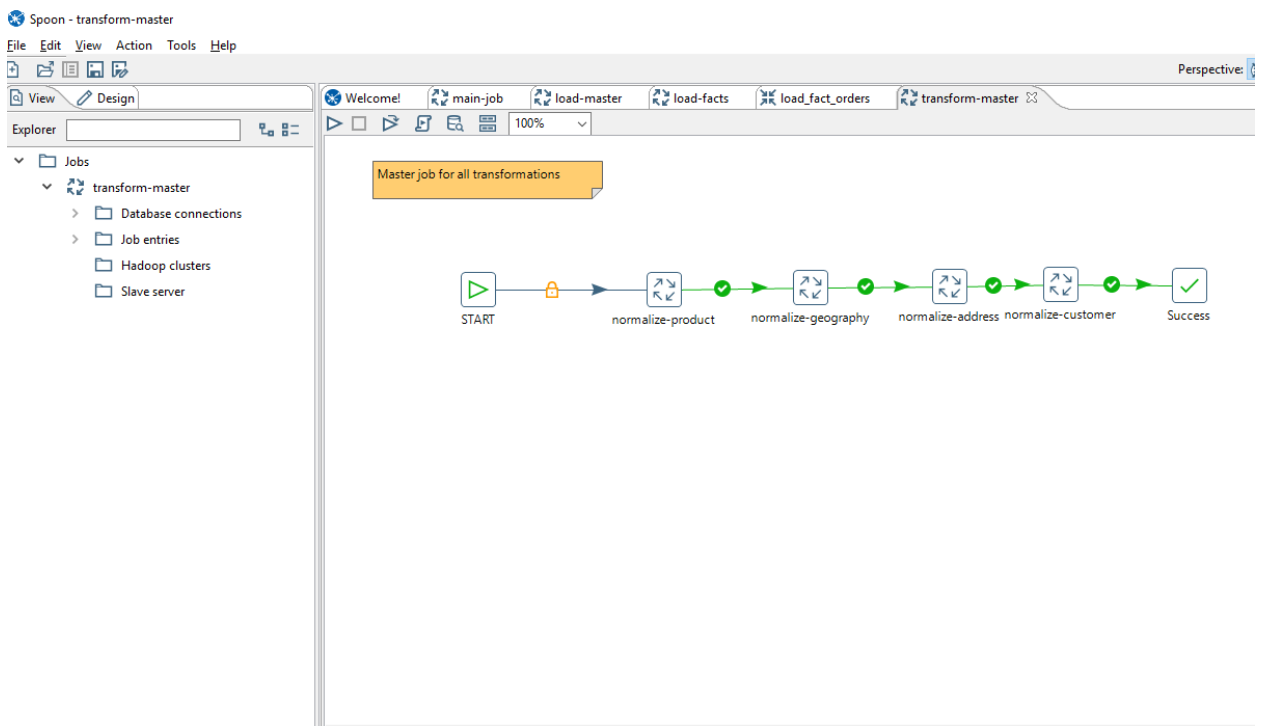 Spoon - transform-master
File Edit View Action Tools Help
Perspective:
View Design
Welcome! main-job load-master load-facts load_fact_orders transform-master
Explorer
100%
Jobs
transform-master
Database connections
Job entries
Hadoop clusters
Slave server
Master job for all transformations
START normalize-product normalize-geography normalize-address normalize-customer Success